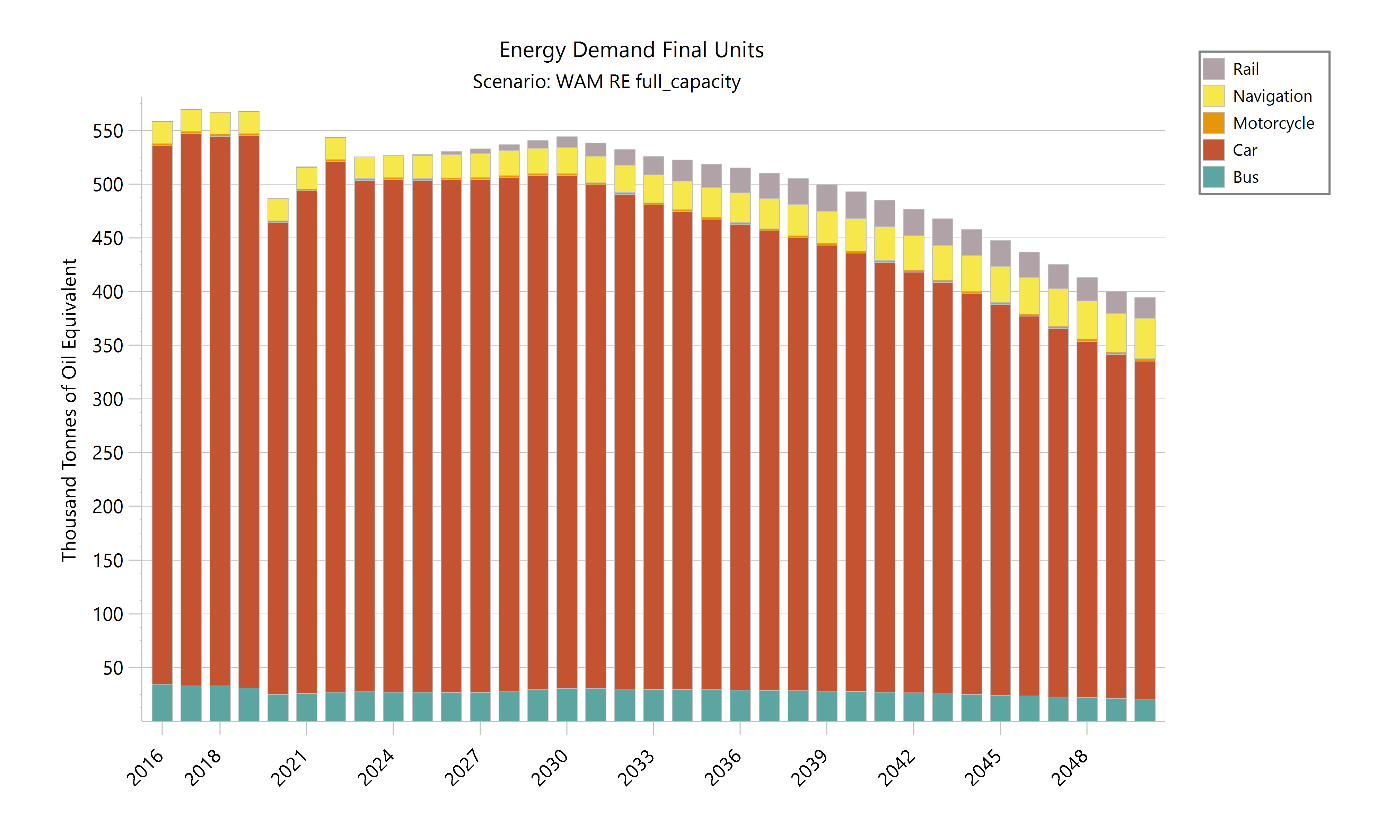 Energy Demand Final Units
Scenario: WAM RE full_capacity
Rail
Navigation
Motorcycle
Car
Bus
Thousand Tonnes of Oil Equivalent
550
500
450
400
350
300
250
200
150
100
50
2016
2018
2021
2024
2027
2030
2033
2036
2039
2042
2045
2048